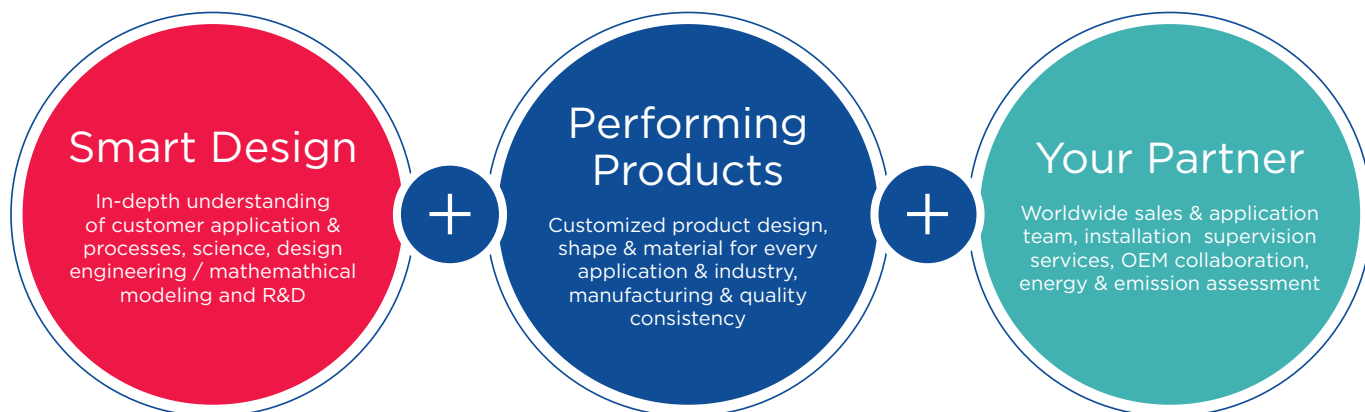 Smart Design
In-depth understanding
of customer application &
processes, science, design
engineering / mathemathical
modeling and R&D
+
Performing
Products
Customized product design,
shape & material for every
application & industry,
manufacturing & quality
consistency
+
Your Partner
Worldwide sales & application
team, installation supervision
services, OEM collaboration,
energy & emission assessment